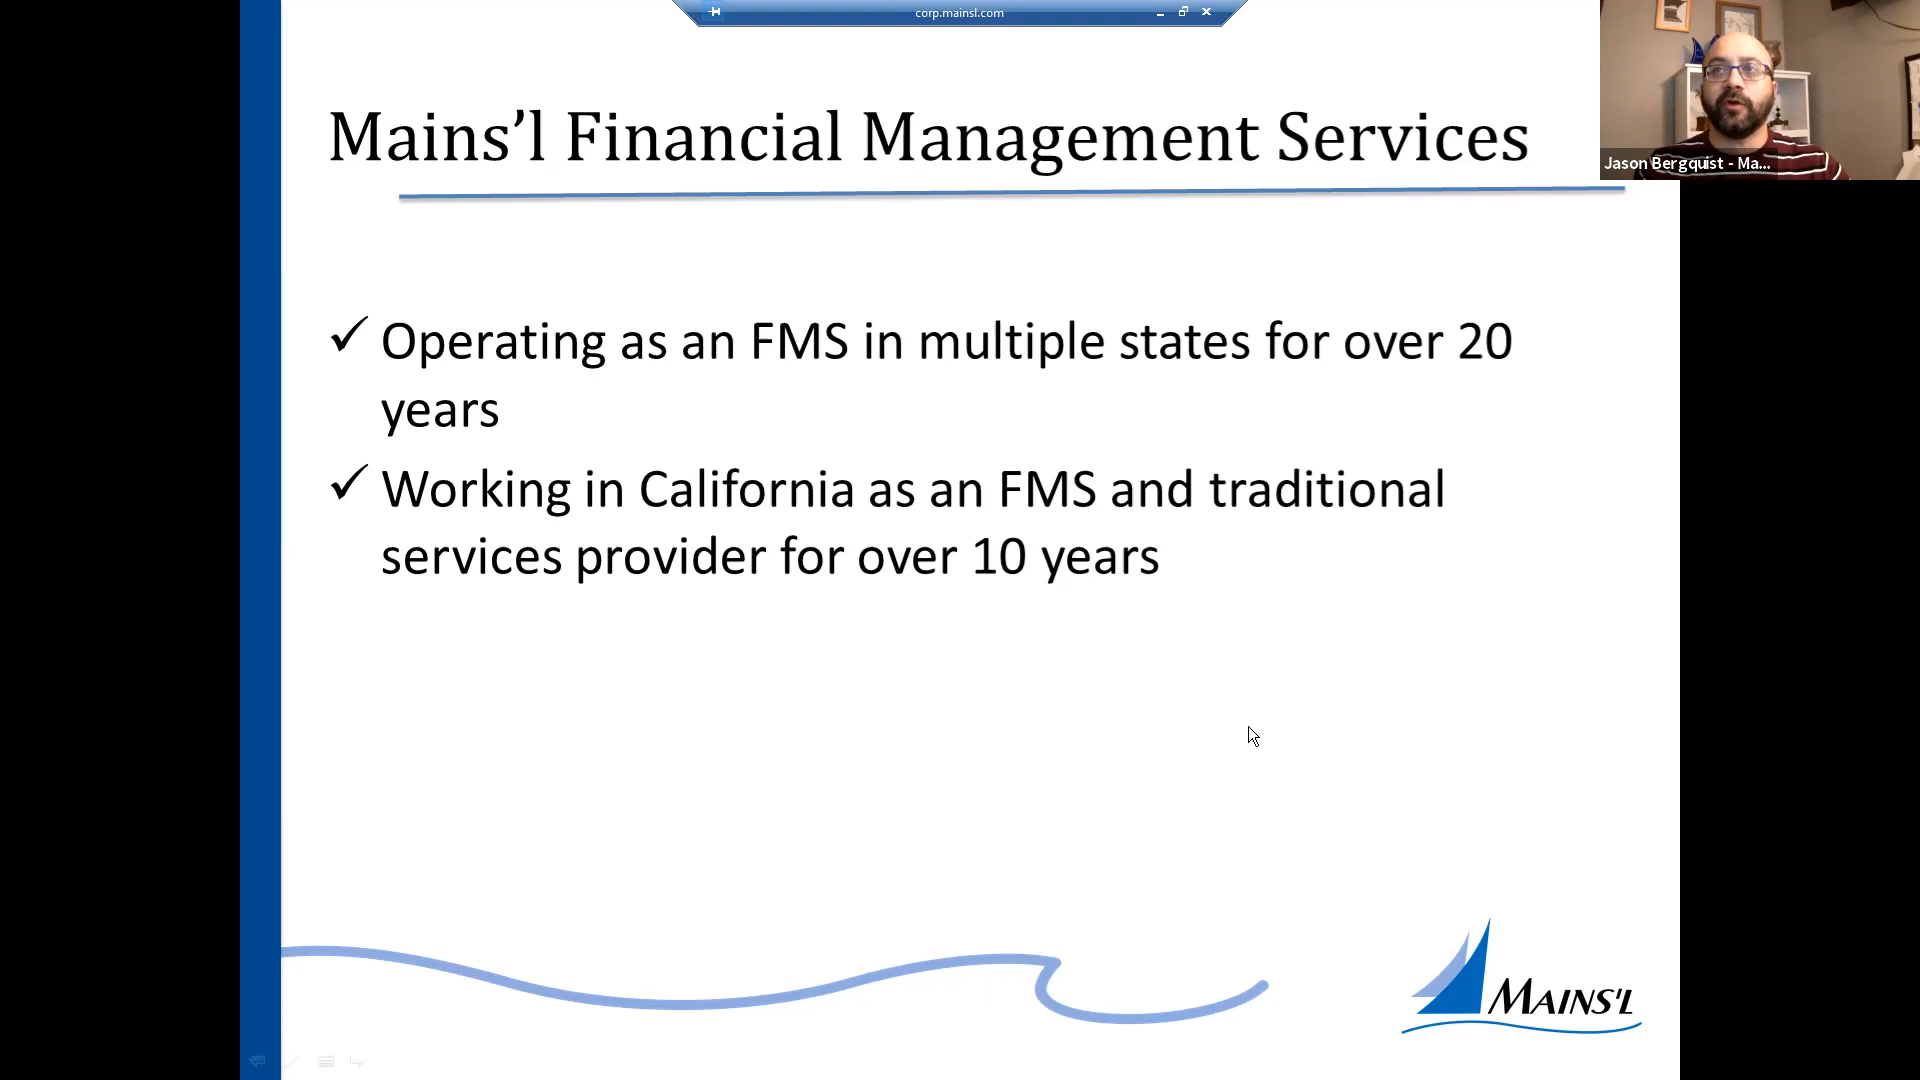 corp.mainsl.com
Mains’l Financial Management Services
Jason Bergquist - Ma...
✓ Operating as an FMS in multiple states for over 20
years
✓ Working in California as an FMS and traditional
services provider for over 10 years
MAINS'L